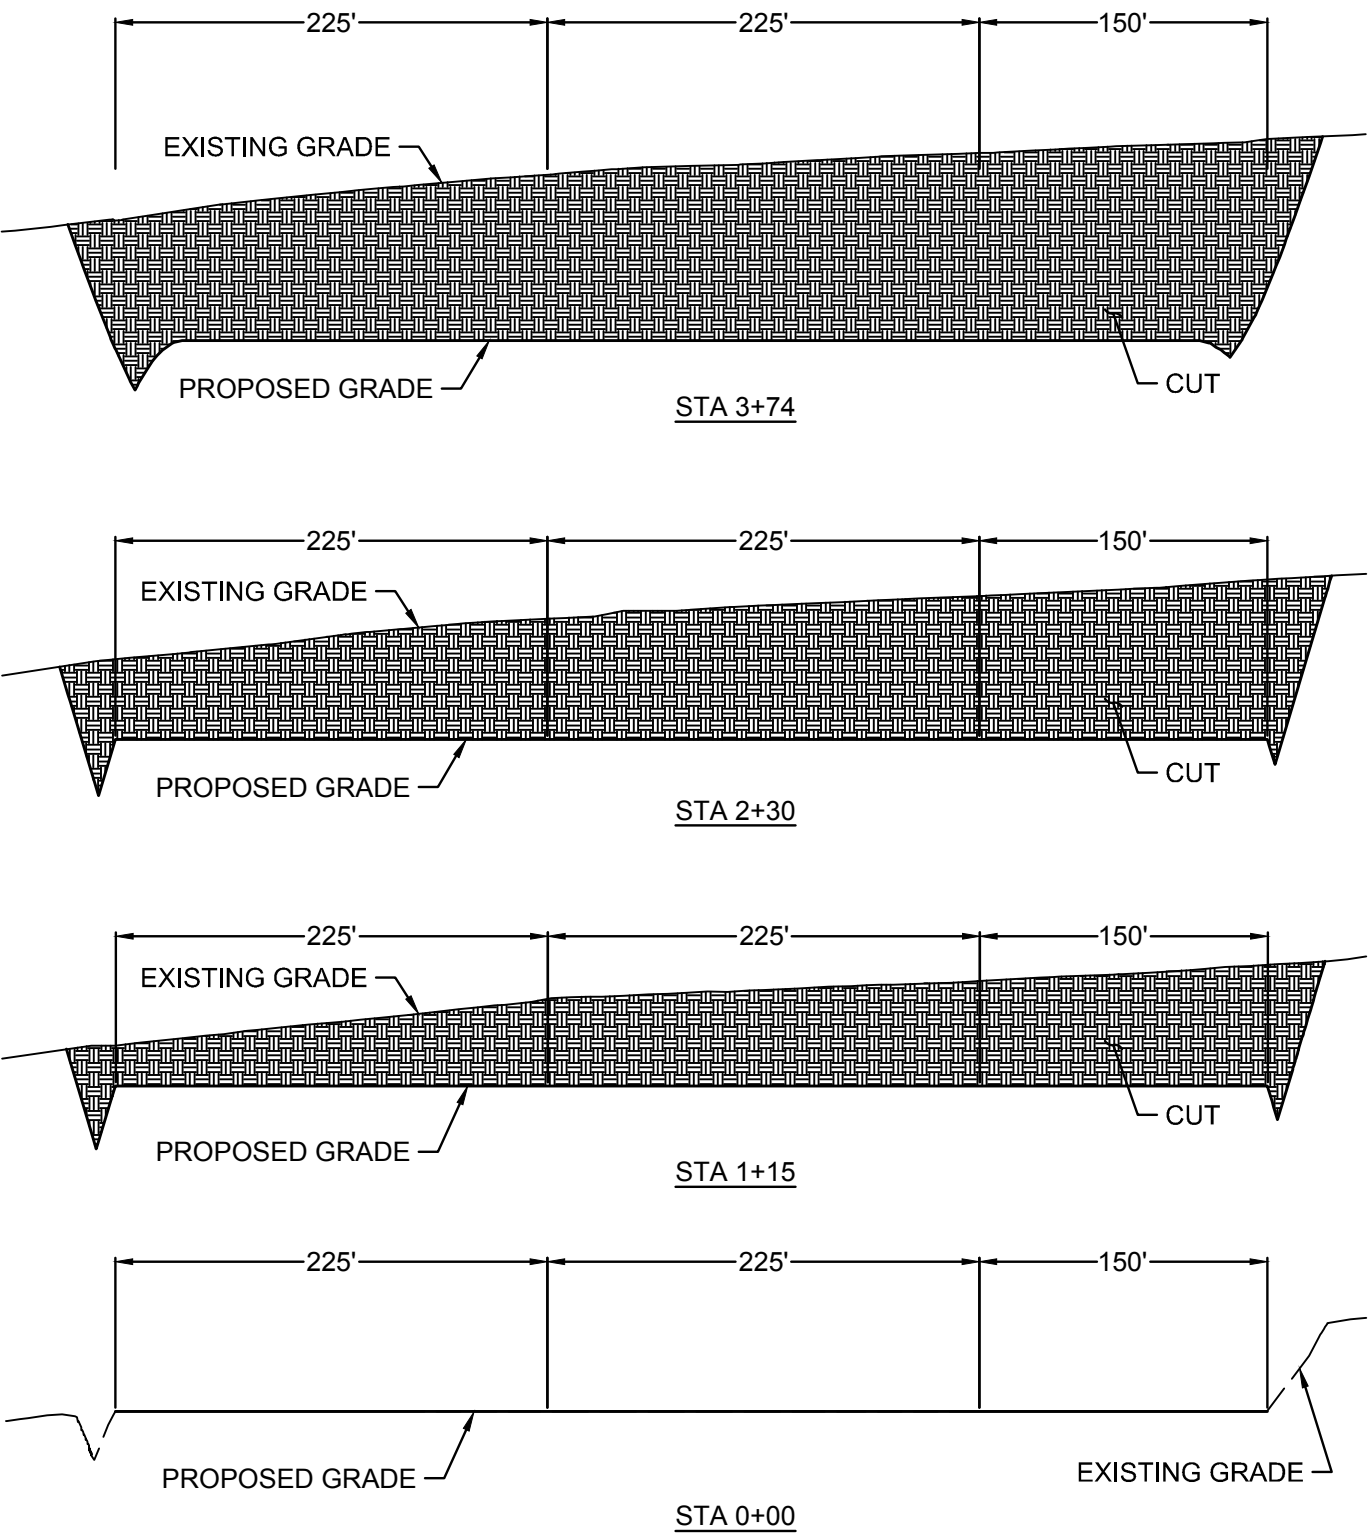 225' 225' 150'
EXISTING GRADE
PROPOSED GRADE
CUT
STA 3+74
225' 225' 150'
EXISTING GRADE
CUT
PROPOSED GRADE
STA 2+30
225' 225' 150'
EXISTING GRADE
CUT
PROPOSED GRADE
STA 1+15
225' 225' 150'
PROPOSED GRADE
EXISTING GRADE
STA 0+00